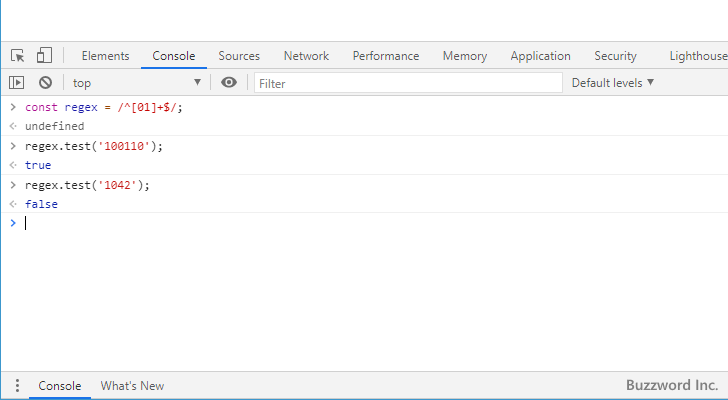 Elements Console Sources Network Performance Memory Application Security Lighthouse
top Filter Default levels
const regex = /^[01]+$/;
undefined
regex.test('100110');
true
regex.test('1042');
false
Console What's New Buzzword Inc.